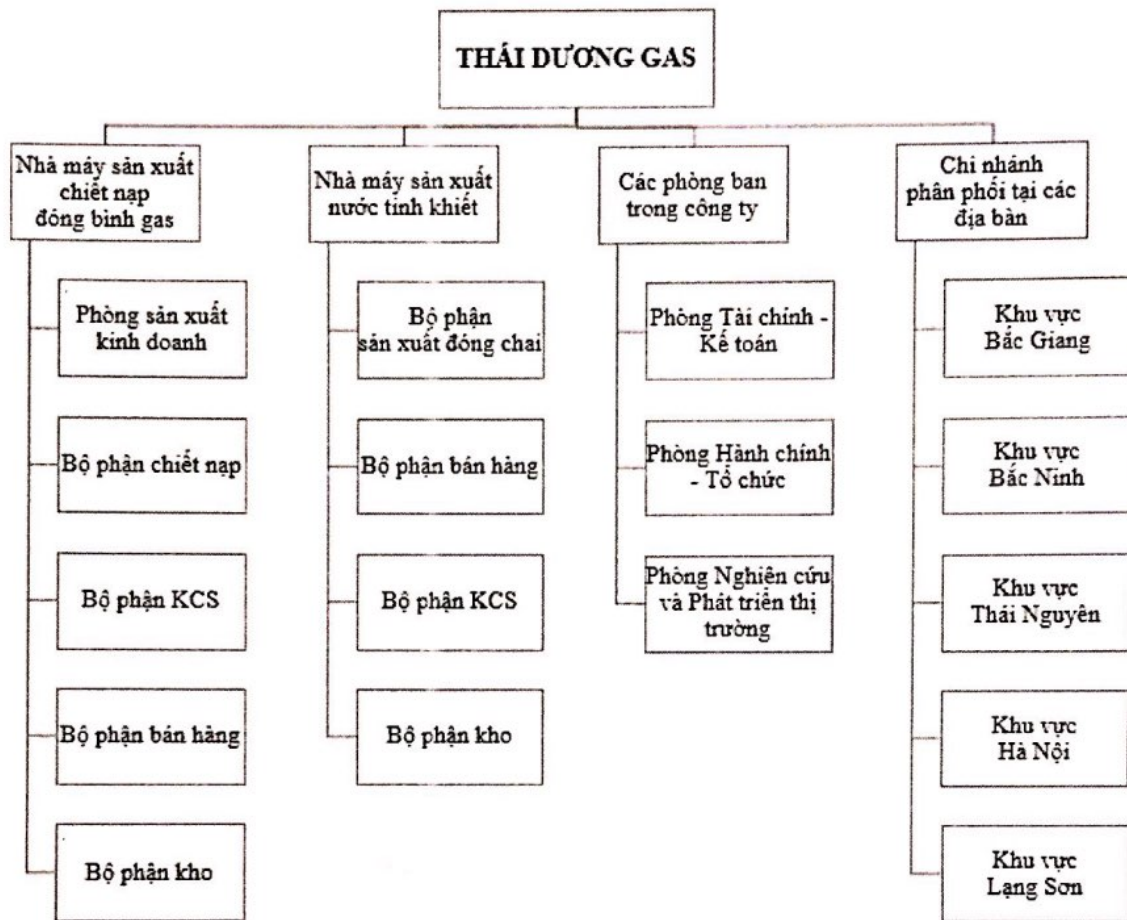 THÁI DƯƠNG GAS
Nhà máy sản xuất
chiết nạp
đóng bình gas
Phòng sản xuất
kinh doanh
Bộ phận chiết nạp
Bộ phận KCS
Bộ phận bán hàng
Bộ phận kho
Nhà máy sản xuất
nước tinh khiết
Bộ phận
sản xuất đóng chai
Bộ phận bán hàng
Bộ phận KCS
Bộ phận kho
Các phòng ban
trong công ty
Phòng Tài chính -
Kế toán
Phòng Hành chính
- Tổ chức
Phòng Nghiên cứu
và Phát triển thị
trường
Chi nhánh
phân phối tại các
địa bàn
Khu vực
Bắc Giang
Khu vực
Bắc Ninh
Khu vực
Thái Nguyên
Khu vực
Hà Nội
Khu vực
Lạng Sơn